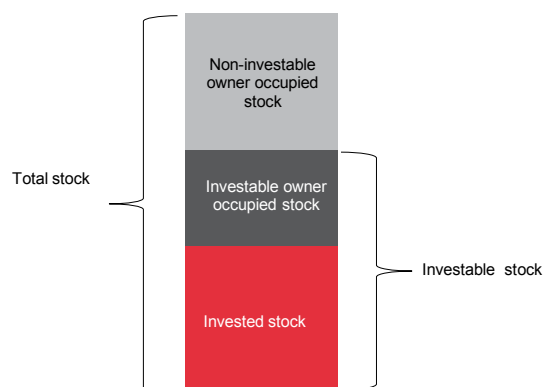 Non-investable
owner occupied
stock
Total stock
Investable owner
occupied stock
Investable stock
Invested stock